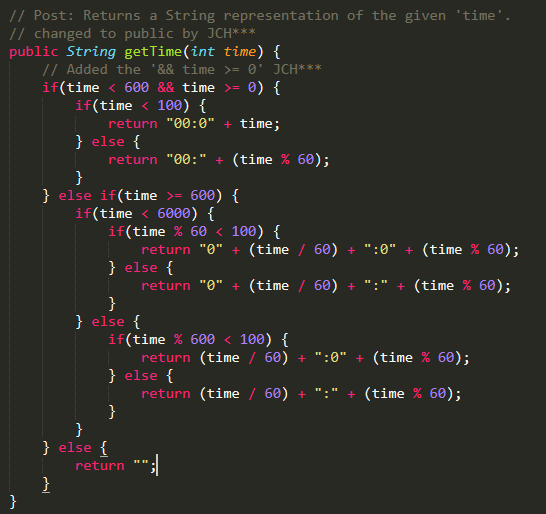 // Post: Returns a String representation of the given 'time'.
// changed to public by JCH***
public String getTime(int time) {
    // Added the '&& time >= 0' JCH***
    if(time < 600 && time >= 0) {
        if(time < 100) {
            return "00:0" + time;
        } else {
            return "00:" + (time % 60);
        }
    } else if(time >= 600) {
        if(time < 6000) {
            if(time % 60 < 100) {
                return "0" + (time / 60) + ":0" + (time % 60);
            } else {
                return "0" + (time / 60) + ":" + (time % 60);
            }
        } else {
            if(time % 600 < 100) {
                return (time / 60) + ":0" + (time % 60);
            } else {
                return (time / 60) + ":" + (time % 60);
            }
        }
    } else {
        return "";
    }
}